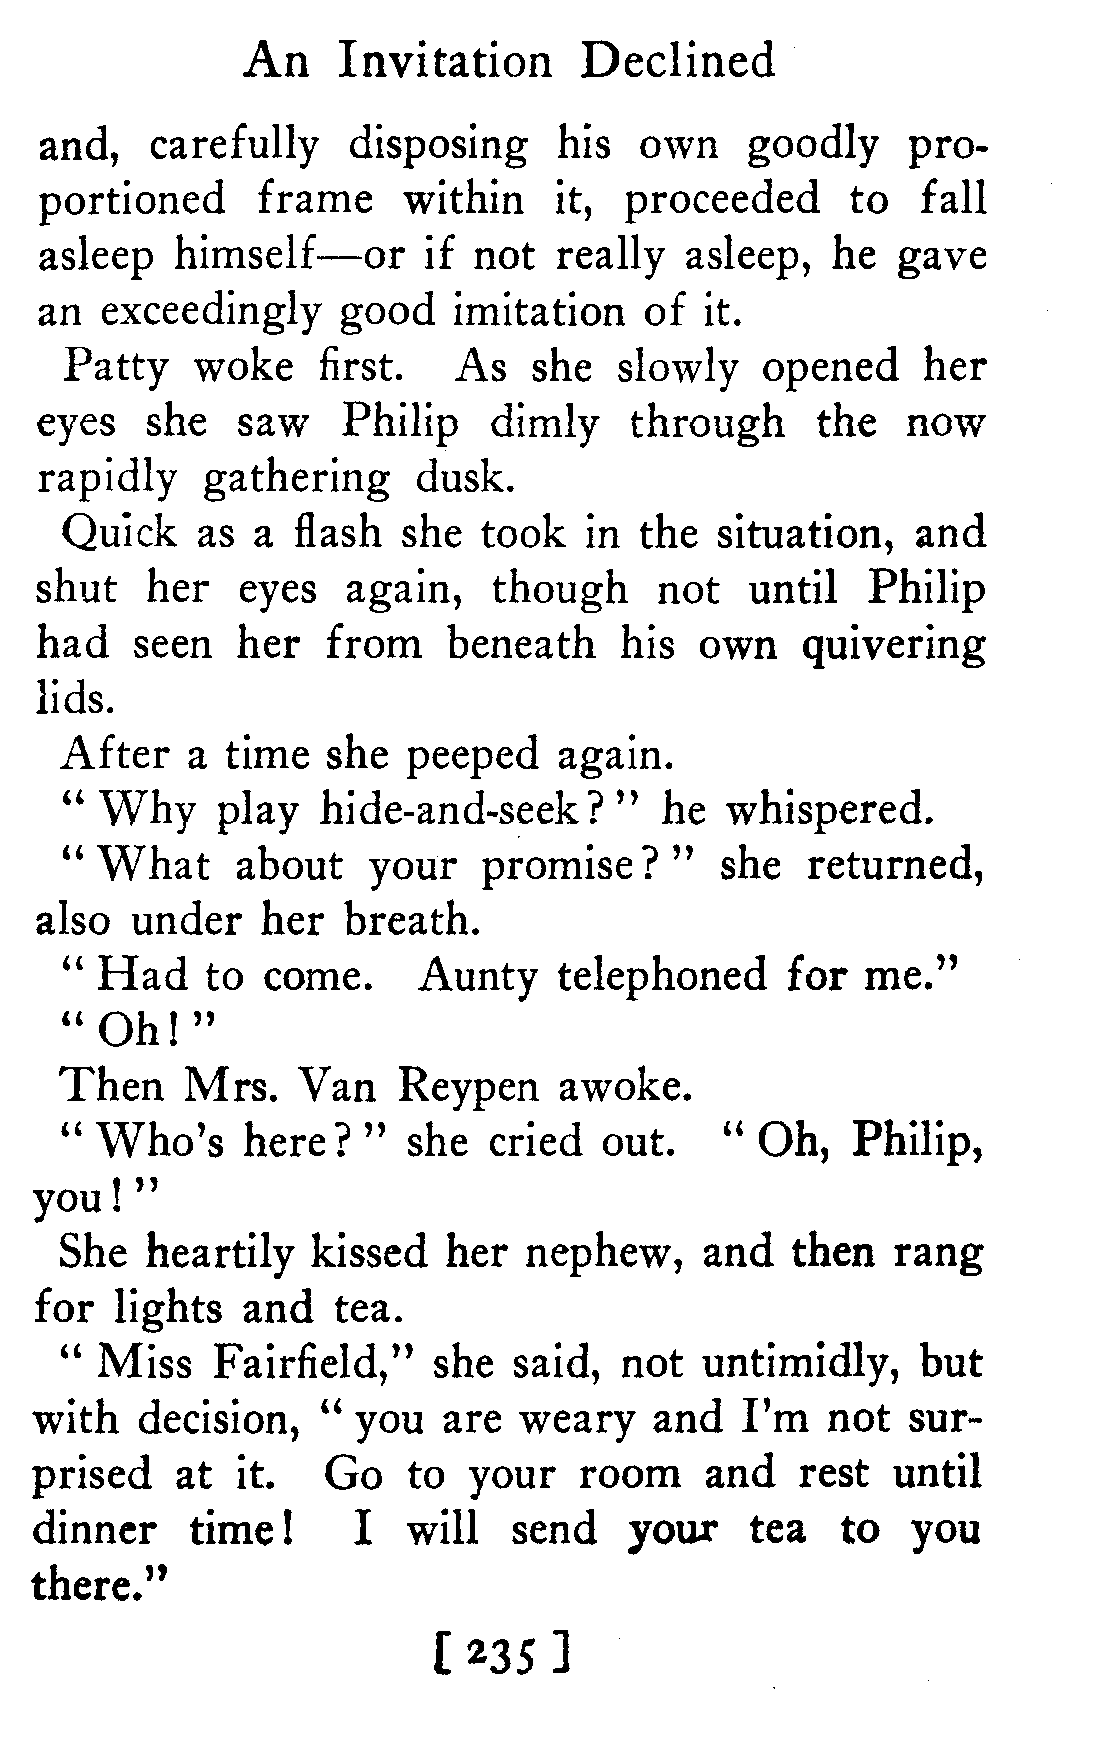 An Invitation Declined
and, carefully disposing his own goodly pro-
portioned frame within it, proceeded to fall
asleep himself—or if not really asleep, he gave
an exceedingly good imitation of it.
Patty woke first. As she slowly opened her
eyes she saw Philip dimly through the now
rapidly gathering dusk.
Quick as a flash she took in the situation, and
shut her eyes again, though not until Philip
had seen her from beneath his own quivering
lids.
After a time she peeped again.
“ Why play hide-and-seek? ” he whispered.
“ What about your promise? ” she returned,
also under her breath.
“ Had to come. Aunty telephoned for me.”
“ Oh! ”
Then Mrs. Van Reypen awoke.
“ Who’s here? ” she cried out. “ Oh, Philip,
you! ”
She heartily kissed her nephew, and then rang
for lights and tea.
“ Miss Fairfield,” she said, not untimidly, but
with decision, “ you are weary and I’m not sur-
prised at it. Go to your room and rest until
dinner time! I will send your tea to you
there.”
[ 235 ]